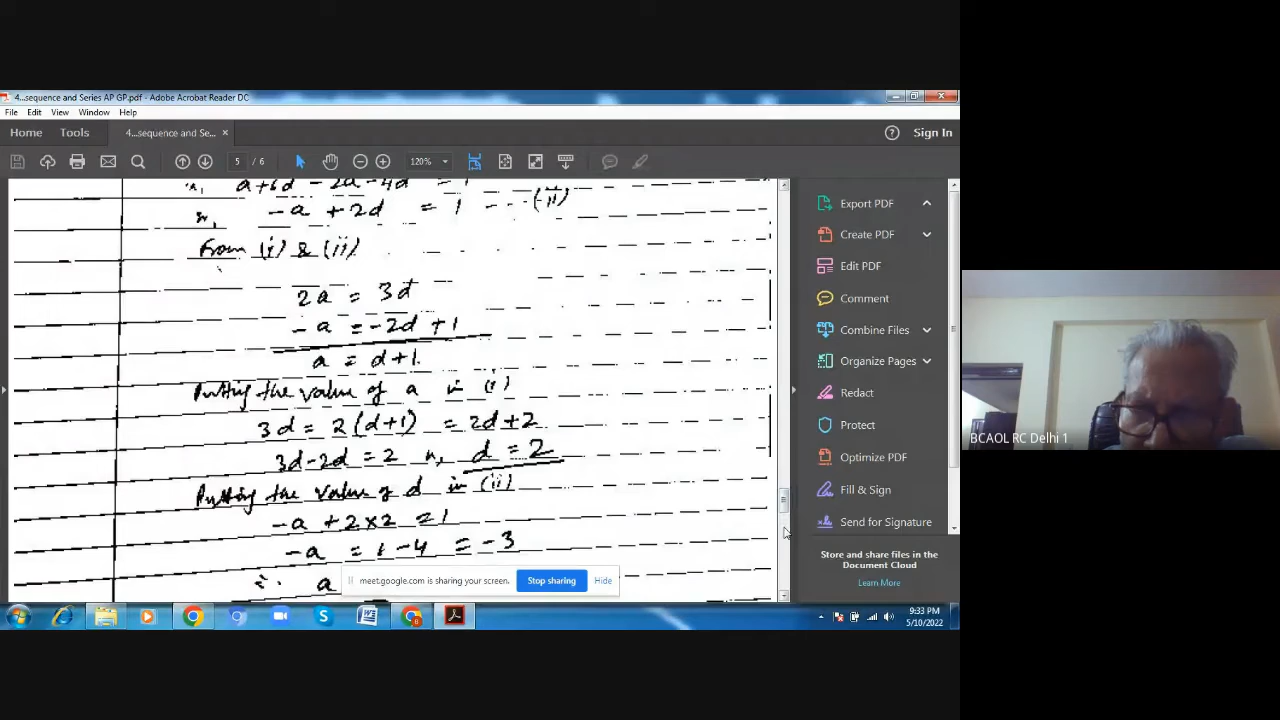 4...sequence and Series AP GP.pdf - Adobe Acrobat Reader DC
File Edit View Window Help
Home Tools 4...sequence and Se... × Sign In
5 / 6 120%
a+6d - 2a-4d = 1
-a + 2d = 1 ---(ii)
From (i) & (ii)
2a = 3d
-a = -2d + 1
a = d+1.
Putting the value of a in (i)
3d = 2(d+1) = 2d+2
3d-2d = 2 d = 2
Putting the value of d in (ii)
-a + 2×2 = 1
-a = 1-4 = -3
∴ a
Export PDF
Create PDF
Edit PDF
Comment
Combine Files
Organize Pages
Redact
Protect
Optimize PDF
Fill & Sign
Send for Signature
Store and share files in the
Document Cloud
Learn More
meet.google.com is sharing your screen. Stop sharing Hide
9:33 PM
5/10/2022
BCAOL RC Delhi 1